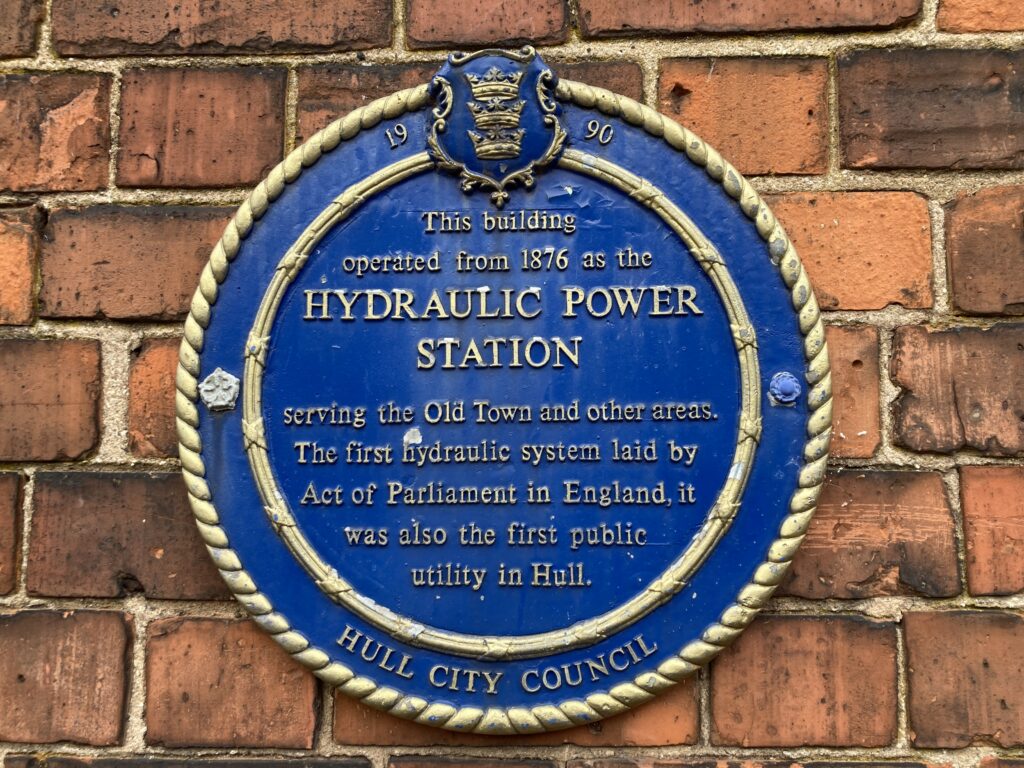 19 90
This building
operated from 1876 as the
HYDRAULIC POWER
STATION
serving the Old Town and other areas.
The first hydraulic system laid by
Act of Parliament in England, it
was also the first public
utility in Hull.
HULL CITY COUNCIL